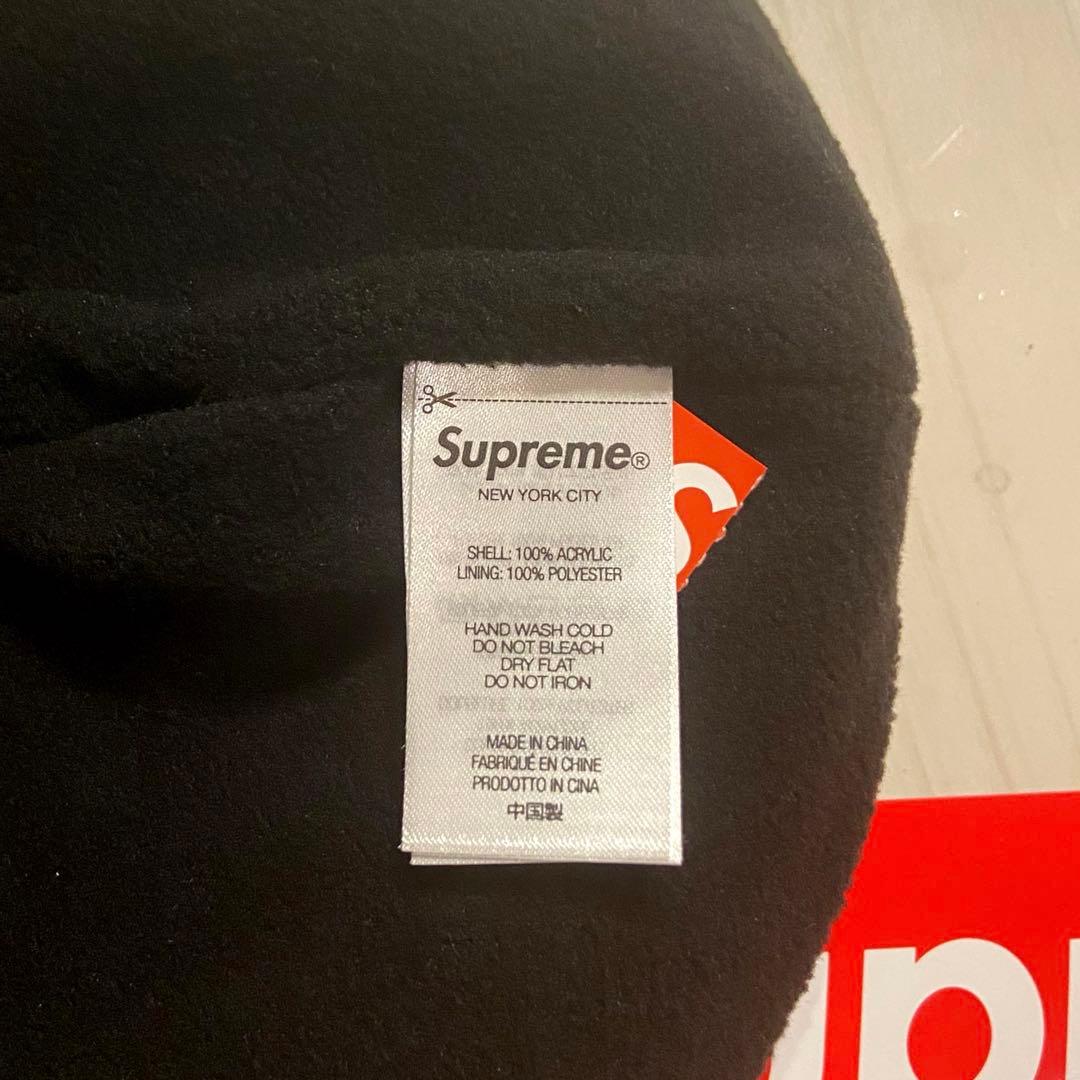 Supreme®
NEW YORK CITY
SHELL: 100% ACRYLIC
LINING: 100% POLYESTER
HAND WASH COLD
DO NOT BLEACH
DRY FLAT
DO NOT IRON
MADE IN CHINA
FABRIQUÉ EN CHINE
PRODOTTO IN CINA
中国製
S
upr